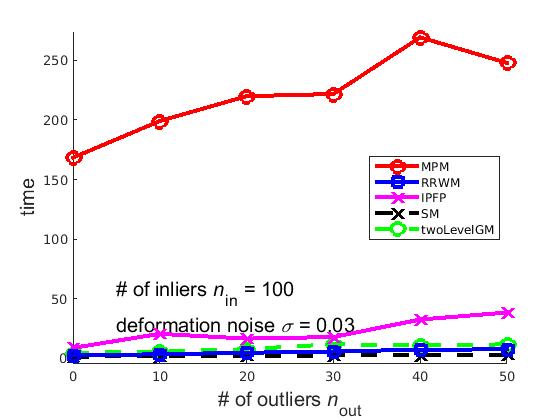 250
200
150
100
50
0
time
MPM
RRWM
IPFP
SM
twoLevelGM
# of inliers n_in = 100
deformation noise σ = 0.03
0 10 20 30 40 50
# of outliers n_out